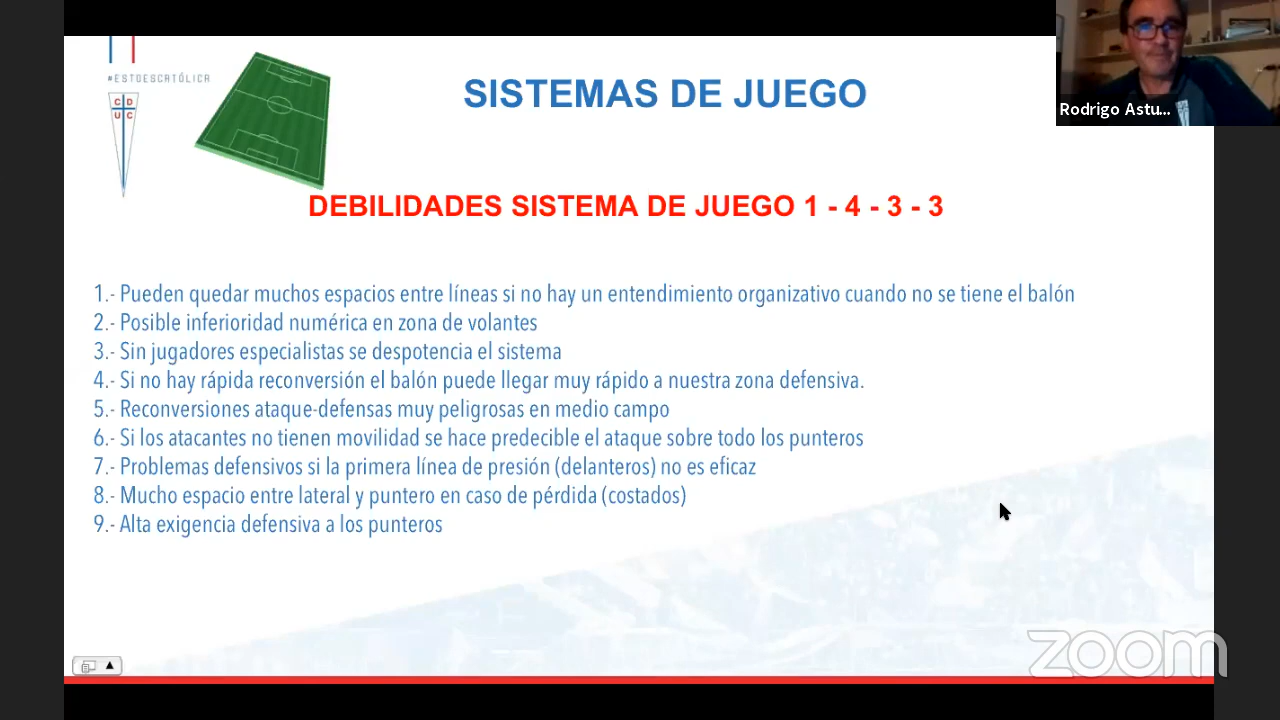 #ESTOESCATÓLICA
C D
U C
SISTEMAS DE JUEGO
Rodrigo Astu...
DEBILIDADES SISTEMA DE JUEGO 1 - 4 - 3 - 3
1.- Pueden quedar muchos espacios entre líneas si no hay un entendimiento organizativo cuando no se tiene el balón
2.- Posible inferioridad numérica en zona de volantes
3.- Sin jugadores especialistas se despotencia el sistema
4.- Si no hay rápida reconversión el balón puede llegar muy rápido a nuestra zona defensiva.
5.- Reconversiones ataque-defensas muy peligrosas en medio campo
6.- Si los atacantes no tienen movilidad se hace predecible el ataque sobre todo los punteros
7.- Problemas defensivos si la primera línea de presión (delanteros) no es eficaz
8.- Mucho espacio entre lateral y puntero en caso de pérdida (costados)
9.- Alta exigencia defensiva a los punteros
zoom